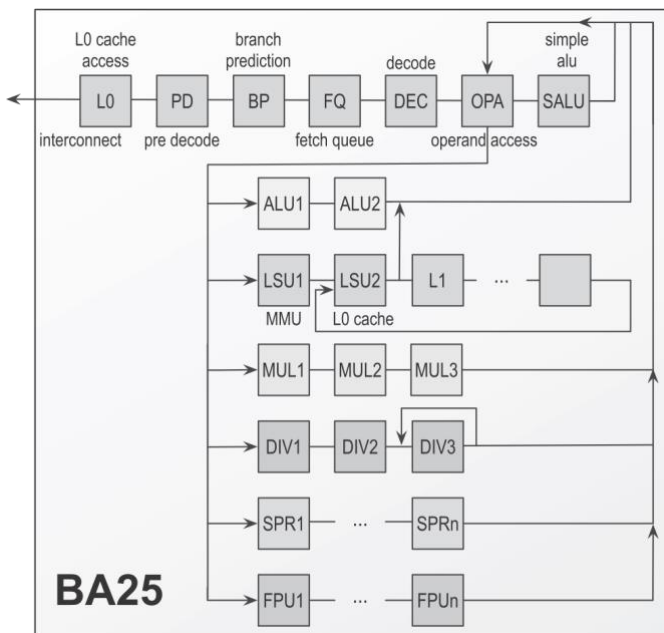 L0 cache
access
branch
prediction
decode
simple
alu
L0
PD
BP
FQ
DEC
OPA
SALU
interconnect
pre decode
fetch queue
operand access
ALU1
ALU2
LSU1
LSU2
L1
...
MMU
L0 cache
MUL1
MUL2
MUL3
DIV1
DIV2
DIV3
SPR1
...
SPRn
BA25
FPU1
...
FPUn